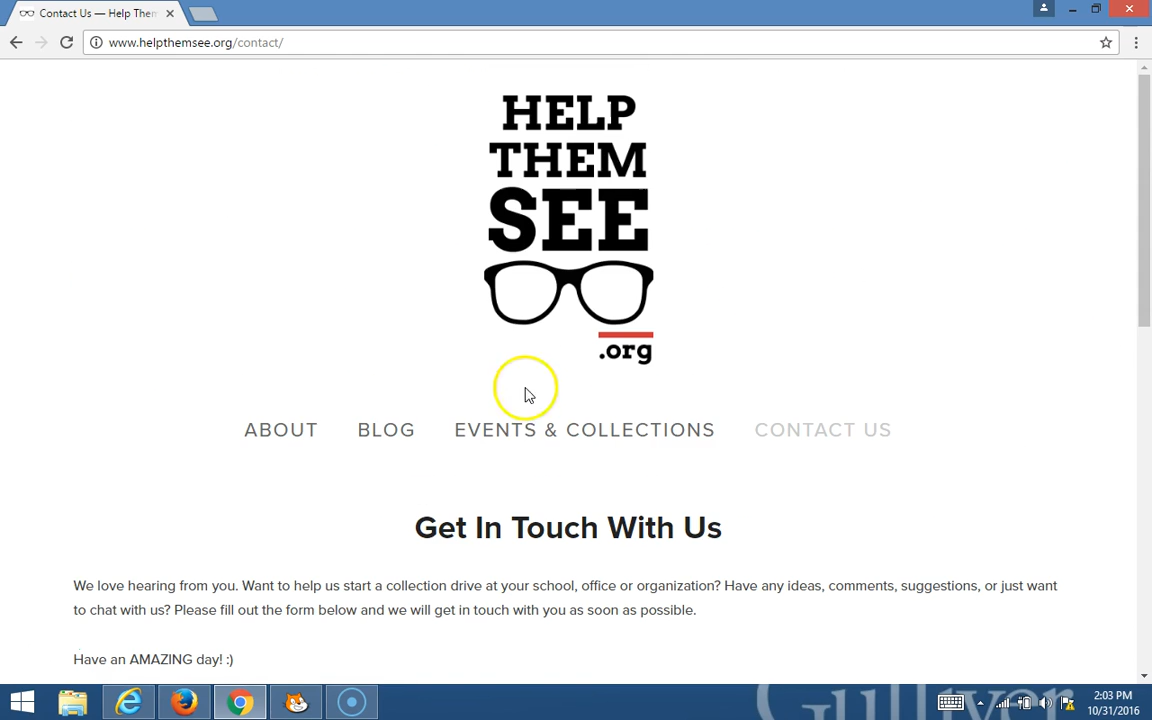 Contact Us — Help Them
www.helpthemsee.org/contact/
HELP
THEM
SEE
.org
ABOUT BLOG EVENTS & COLLECTIONS CONTACT US
Get In Touch With Us
We love hearing from you. Want to help us start a collection drive at your school, office or organization? Have any ideas, comments, suggestions, or just want
to chat with us? Please fill out the form below and we will get in touch with you as soon as possible.
Have an AMAZING day! :)
2:03 PM
10/31/2016